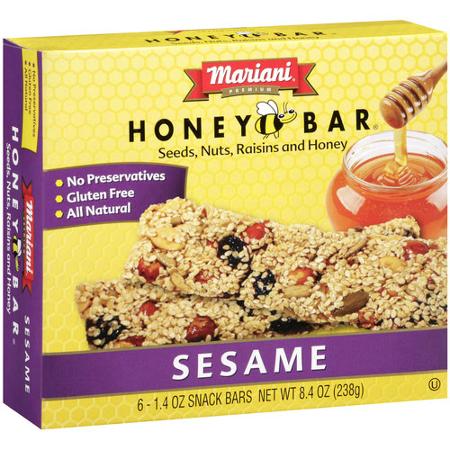 Mariani
PREMIUM
HONEY BAR®
Seeds, Nuts, Raisins and Honey
• No Preservatives
• Gluten Free
• All Natural
SESAME
6 - 1.4 OZ SNACK BARS NET WT 8.4 OZ (238g)
U
• No Preservatives
• Gluten Free
• All Natural
HONEY BAR®
Seeds, Nuts, Raisins and Honey
Mariani
SESAME